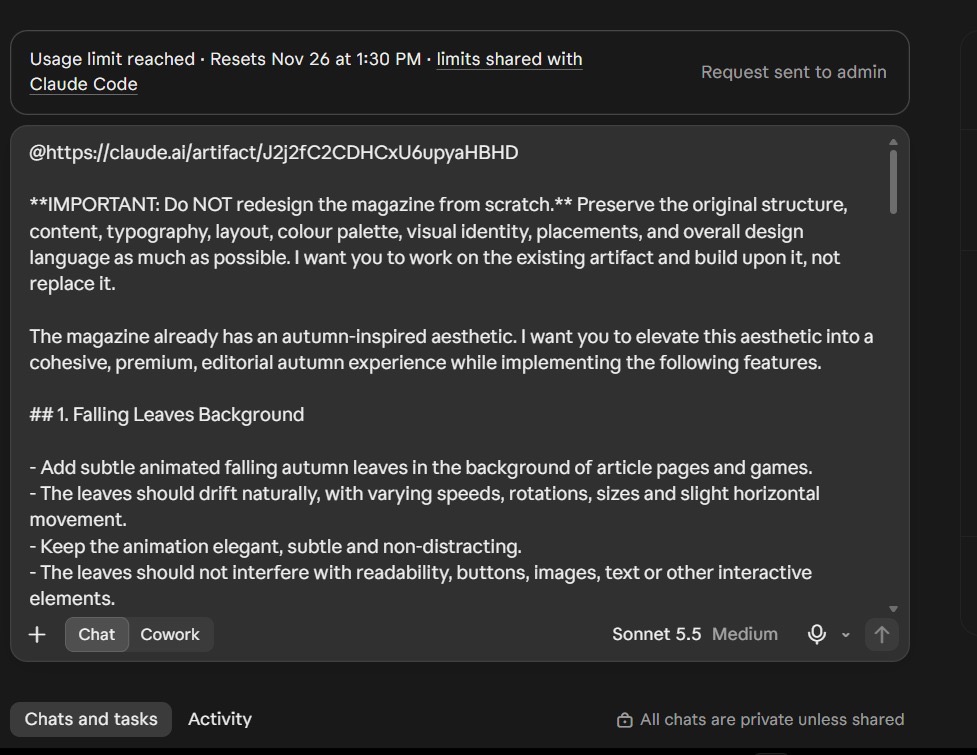 Usage limit reached · Resets Nov 26 at 1:30 PM · limits shared with
Claude Code
Request sent to admin
@https://claude.ai/artifact/J2j2fC2CDHCxU6upyaHBHD
**IMPORTANT: Do NOT redesign the magazine from scratch.** Preserve the original structure,
content, typography, layout, colour palette, visual identity, placements, and overall design
language as much as possible. I want you to work on the existing artifact and build upon it, not
replace it.
The magazine already has an autumn-inspired aesthetic. I want you to elevate this aesthetic into a
cohesive, premium, editorial autumn experience while implementing the following features.
## 1. Falling Leaves Background
- Add subtle animated falling autumn leaves in the background of article pages and games.
- The leaves should drift naturally, with varying speeds, rotations, sizes and slight horizontal
movement.
- Keep the animation elegant, subtle and non-distracting.
- The leaves should not interfere with readability, buttons, images, text or other interactive
elements.
Chat Cowork Sonnet 5.5 Medium
Chats and tasks Activity All chats are private unless shared